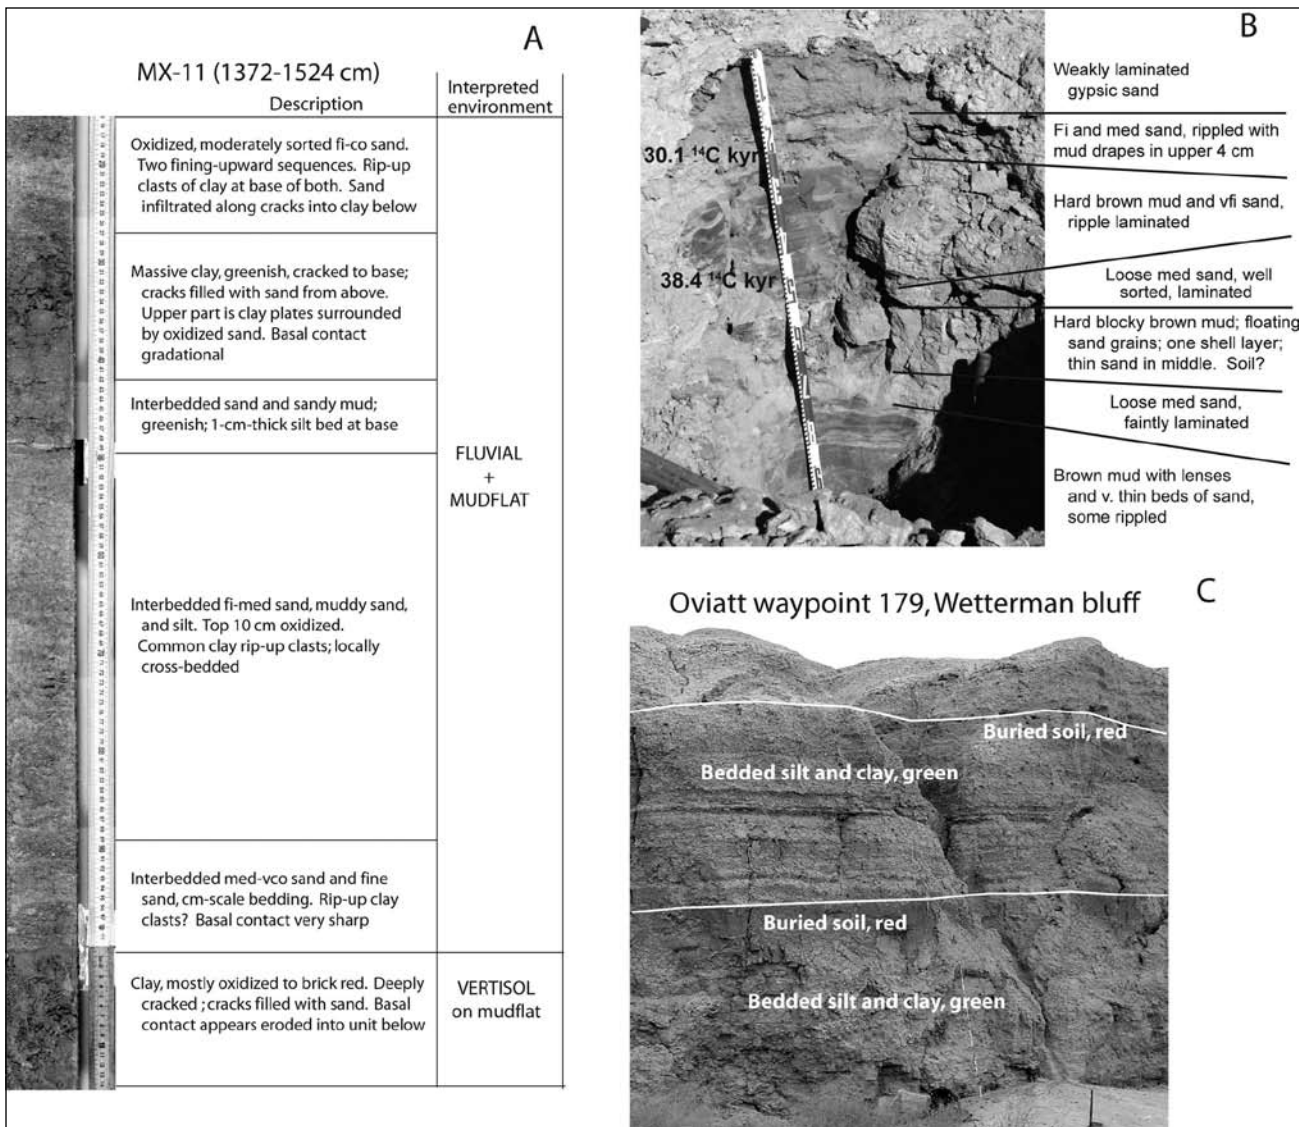 A
MX-11 (1372-1524 cm)
Description
Interpreted
environment
Oxidized, moderately sorted fi-co sand.
Two fining-upward sequences. Rip-up
clasts of clay at base of both. Sand
infiltrated along cracks into clay below
Massive clay, greenish, cracked to base;
cracks filled with sand from above.
Upper part is clay plates surrounded
by oxidized sand. Basal contact
gradational
Interbedded sand and sandy mud;
greenish; 1-cm-thick silt bed at base
Interbedded fi-med sand, muddy sand,
and silt. Top 10 cm oxidized.
Common clay rip-up clasts; locally
cross-bedded
Interbedded med-vco sand and fine
sand, cm-scale bedding. Rip-up clay
clasts? Basal contact very sharp
FLUVIAL
+
MUDFLAT
Clay, mostly oxidized to brick red. Deeply
cracked ; cracks filled with sand. Basal
contact appears eroded into unit below
VERTISOL
on mudflat
B
30.1 ¹⁴C kyr
38.4 ¹⁴C kyr
Weakly laminated
gypsic sand
Fi and med sand, rippled with
mud drapes in upper 4 cm
Hard brown mud and vfi sand,
ripple laminated
Loose med sand, well
sorted, laminated
Hard blocky brown mud; floating
sand grains; one shell layer;
thin sand in middle. Soil?
Loose med sand,
faintly laminated
Brown mud with lenses
and v. thin beds of sand,
some rippled
C
Oviatt waypoint 179, Wetterman bluff
Buried soil, red
Bedded silt and clay, green
Buried soil, red
Bedded silt and clay, green